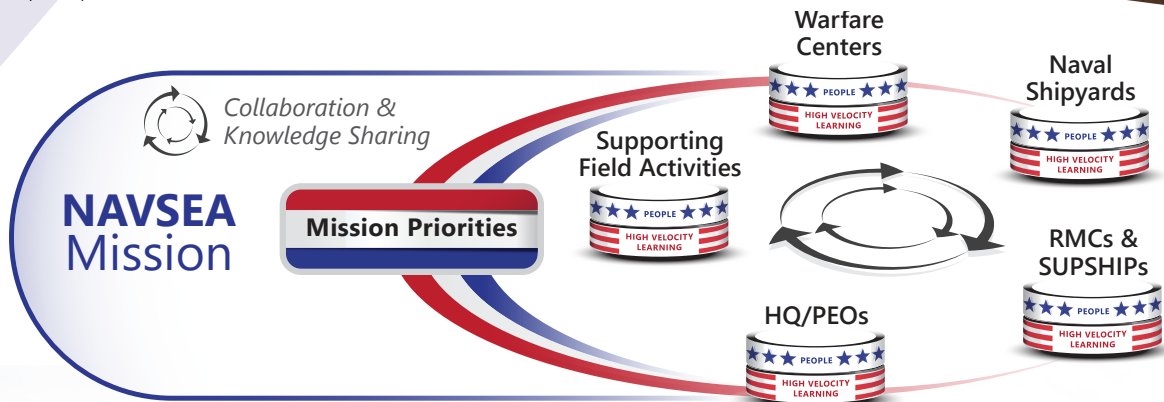 Collaboration &
Knowledge Sharing
NAVSEA
Mission
Mission Priorities
Supporting
Field Activities
PEOPLE
HIGH VELOCITY
LEARNING
Warfare
Centers
PEOPLE
HIGH VELOCITY
LEARNING
Naval
Shipyards
PEOPLE
HIGH VELOCITY
LEARNING
RMCs &
SUPSHIPs
PEOPLE
HIGH VELOCITY
LEARNING
HQ/PEOs
PEOPLE
HIGH VELOCITY
LEARNING